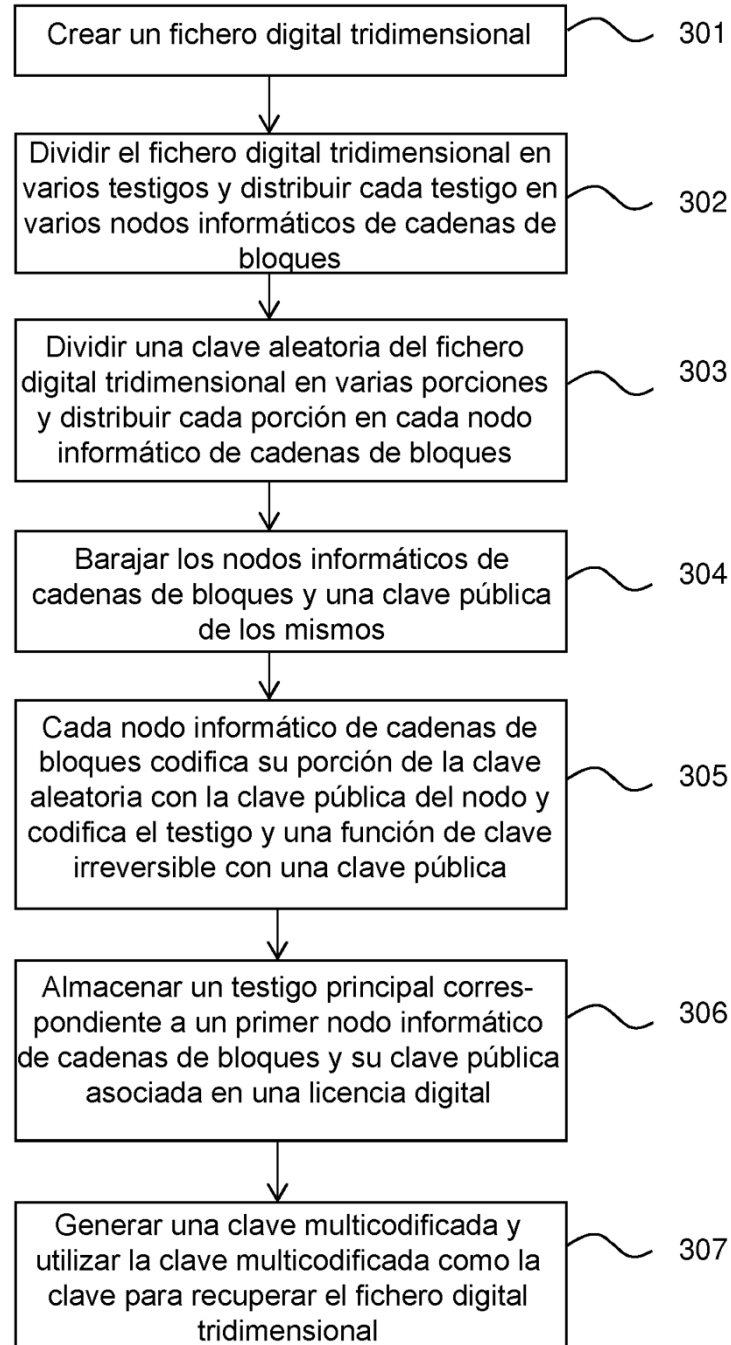 Crear un fichero digital tridimensional
301
Dividir el fichero digital tridimensional en
varios testigos y distribuir cada testigo en
varios nodos informáticos de cadenas de
bloques
302
Dividir una clave aleatoria del fichero
digital tridimensional en varias porciones
y distribuir cada porción en cada nodo
informático de cadenas de bloques
303
Barajar los nodos informáticos de
cadenas de bloques y una clave pública
de los mismos
304
Cada nodo informático de cadenas de
bloques codifica su porción de la clave
aleatoria con la clave pública del nodo y
codifica el testigo y una función de clave
irreversible con una clave pública
305
Almacenar un testigo principal corres-
pondiente a un primer nodo informático
de cadenas de bloques y su clave pública
asociada en una licencia digital
306
Generar una clave multicodificada y
utilizar la clave multicodificada como la
clave para recuperar el fichero digital
tridimensional
307